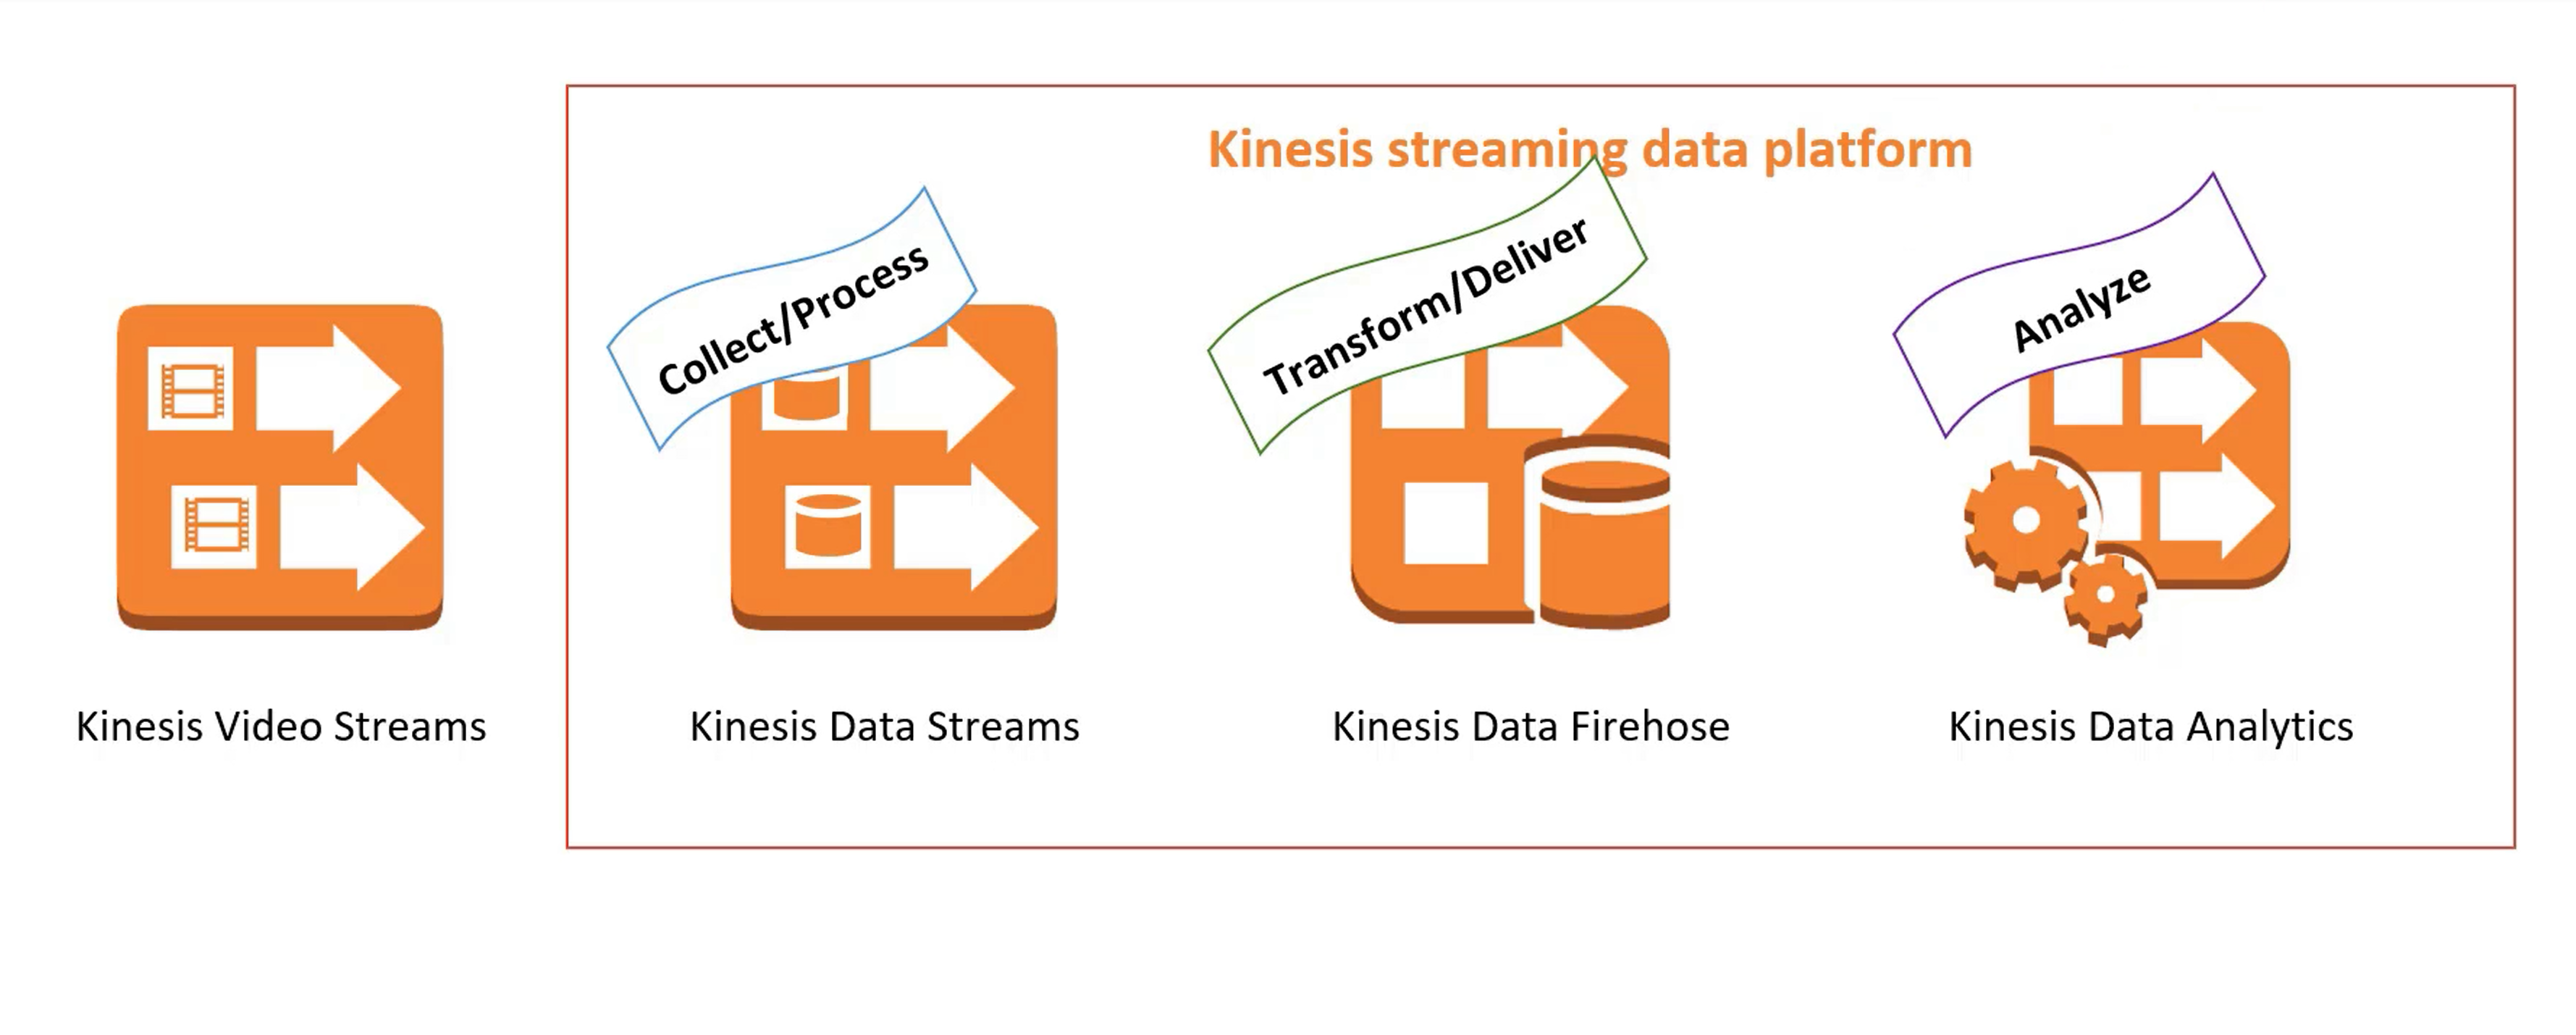 Kinesis streaming data platform
Collect/Process
Transform/Deliver
Analyze
Kinesis Video Streams
Kinesis Data Streams
Kinesis Data Firehose
Kinesis Data Analytics